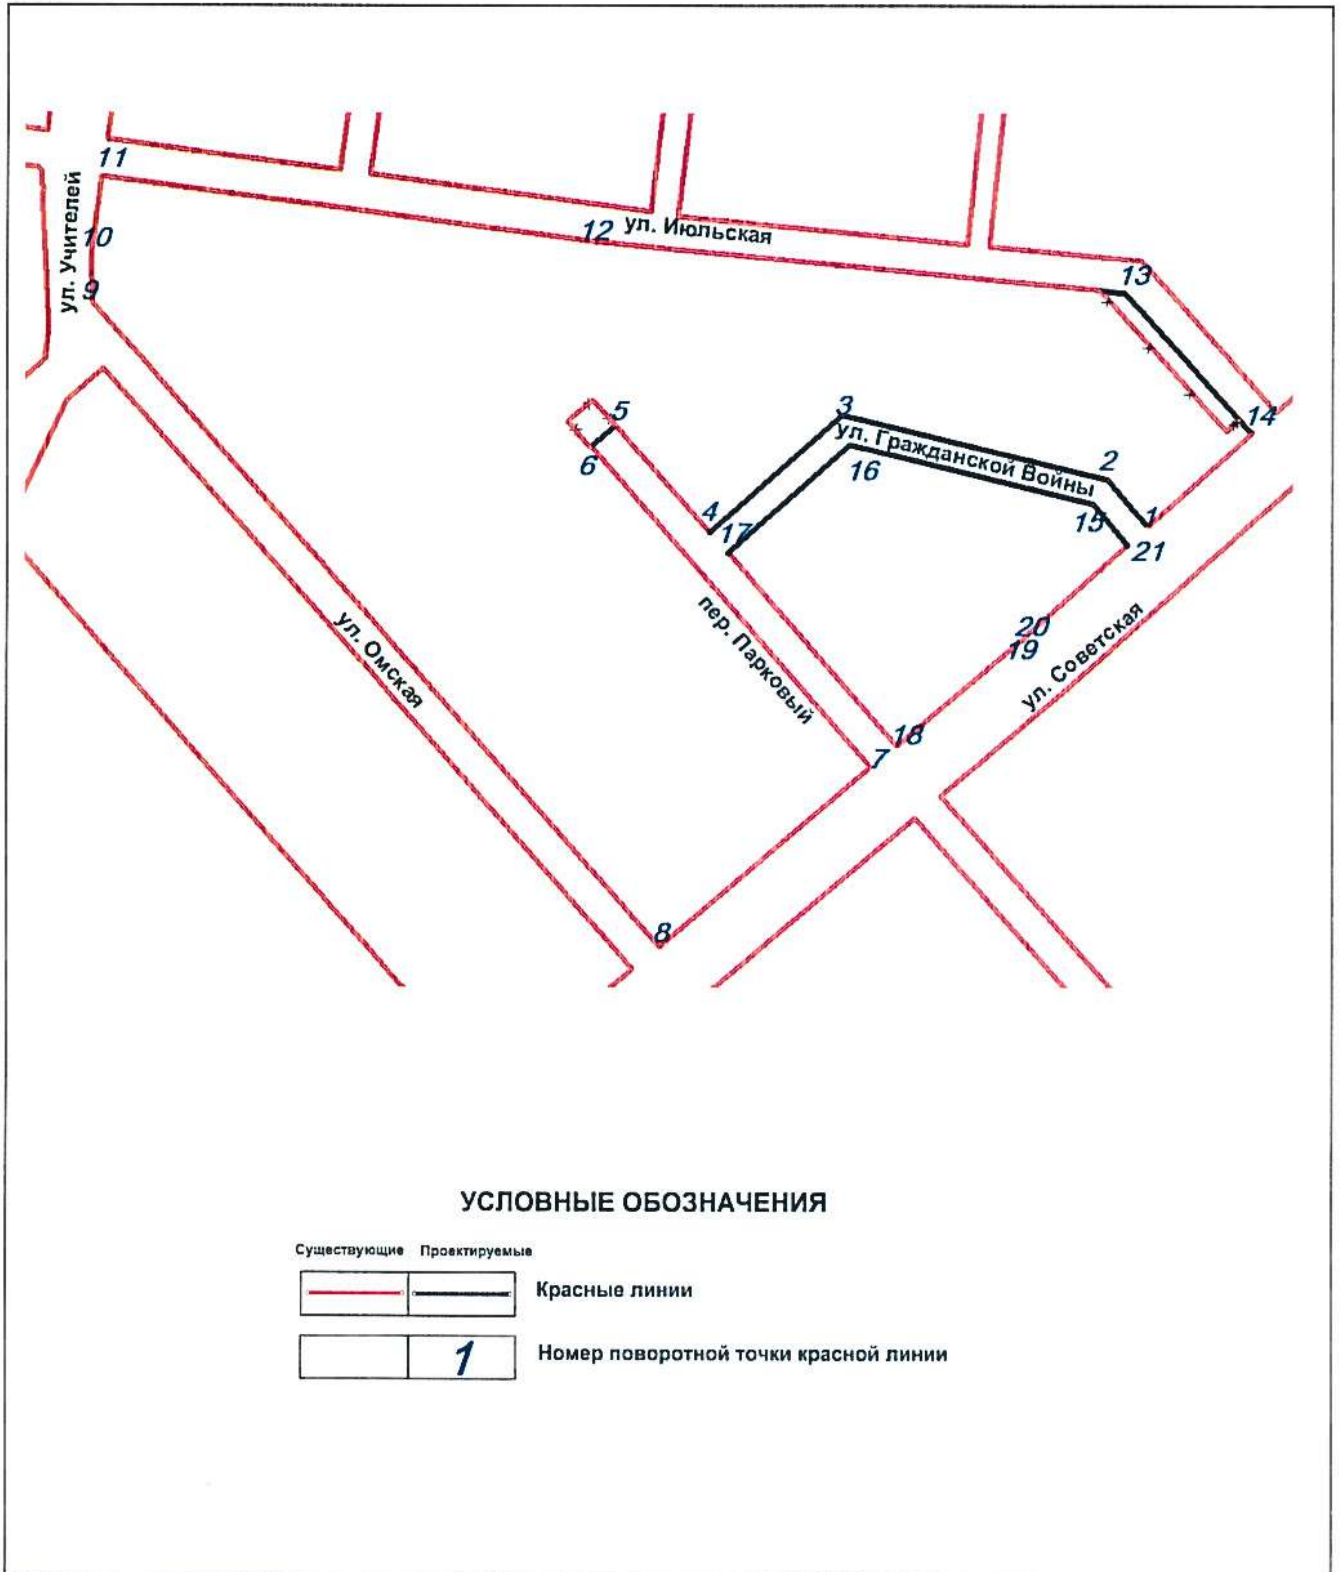 11
ул. Учителей
10
12
ул. Июльская
9
13
5
3
14
ул. Гражданской Войны
6
16
2
4
17
15
1
21
ул. Омская
пер. Парковый
20
19
ул. Советская
18
7
8
УСЛОВНЫЕ ОБОЗНАЧЕНИЯ
Существующие Проектируемые
Красные линии
1 Номер поворотной точки красной линии